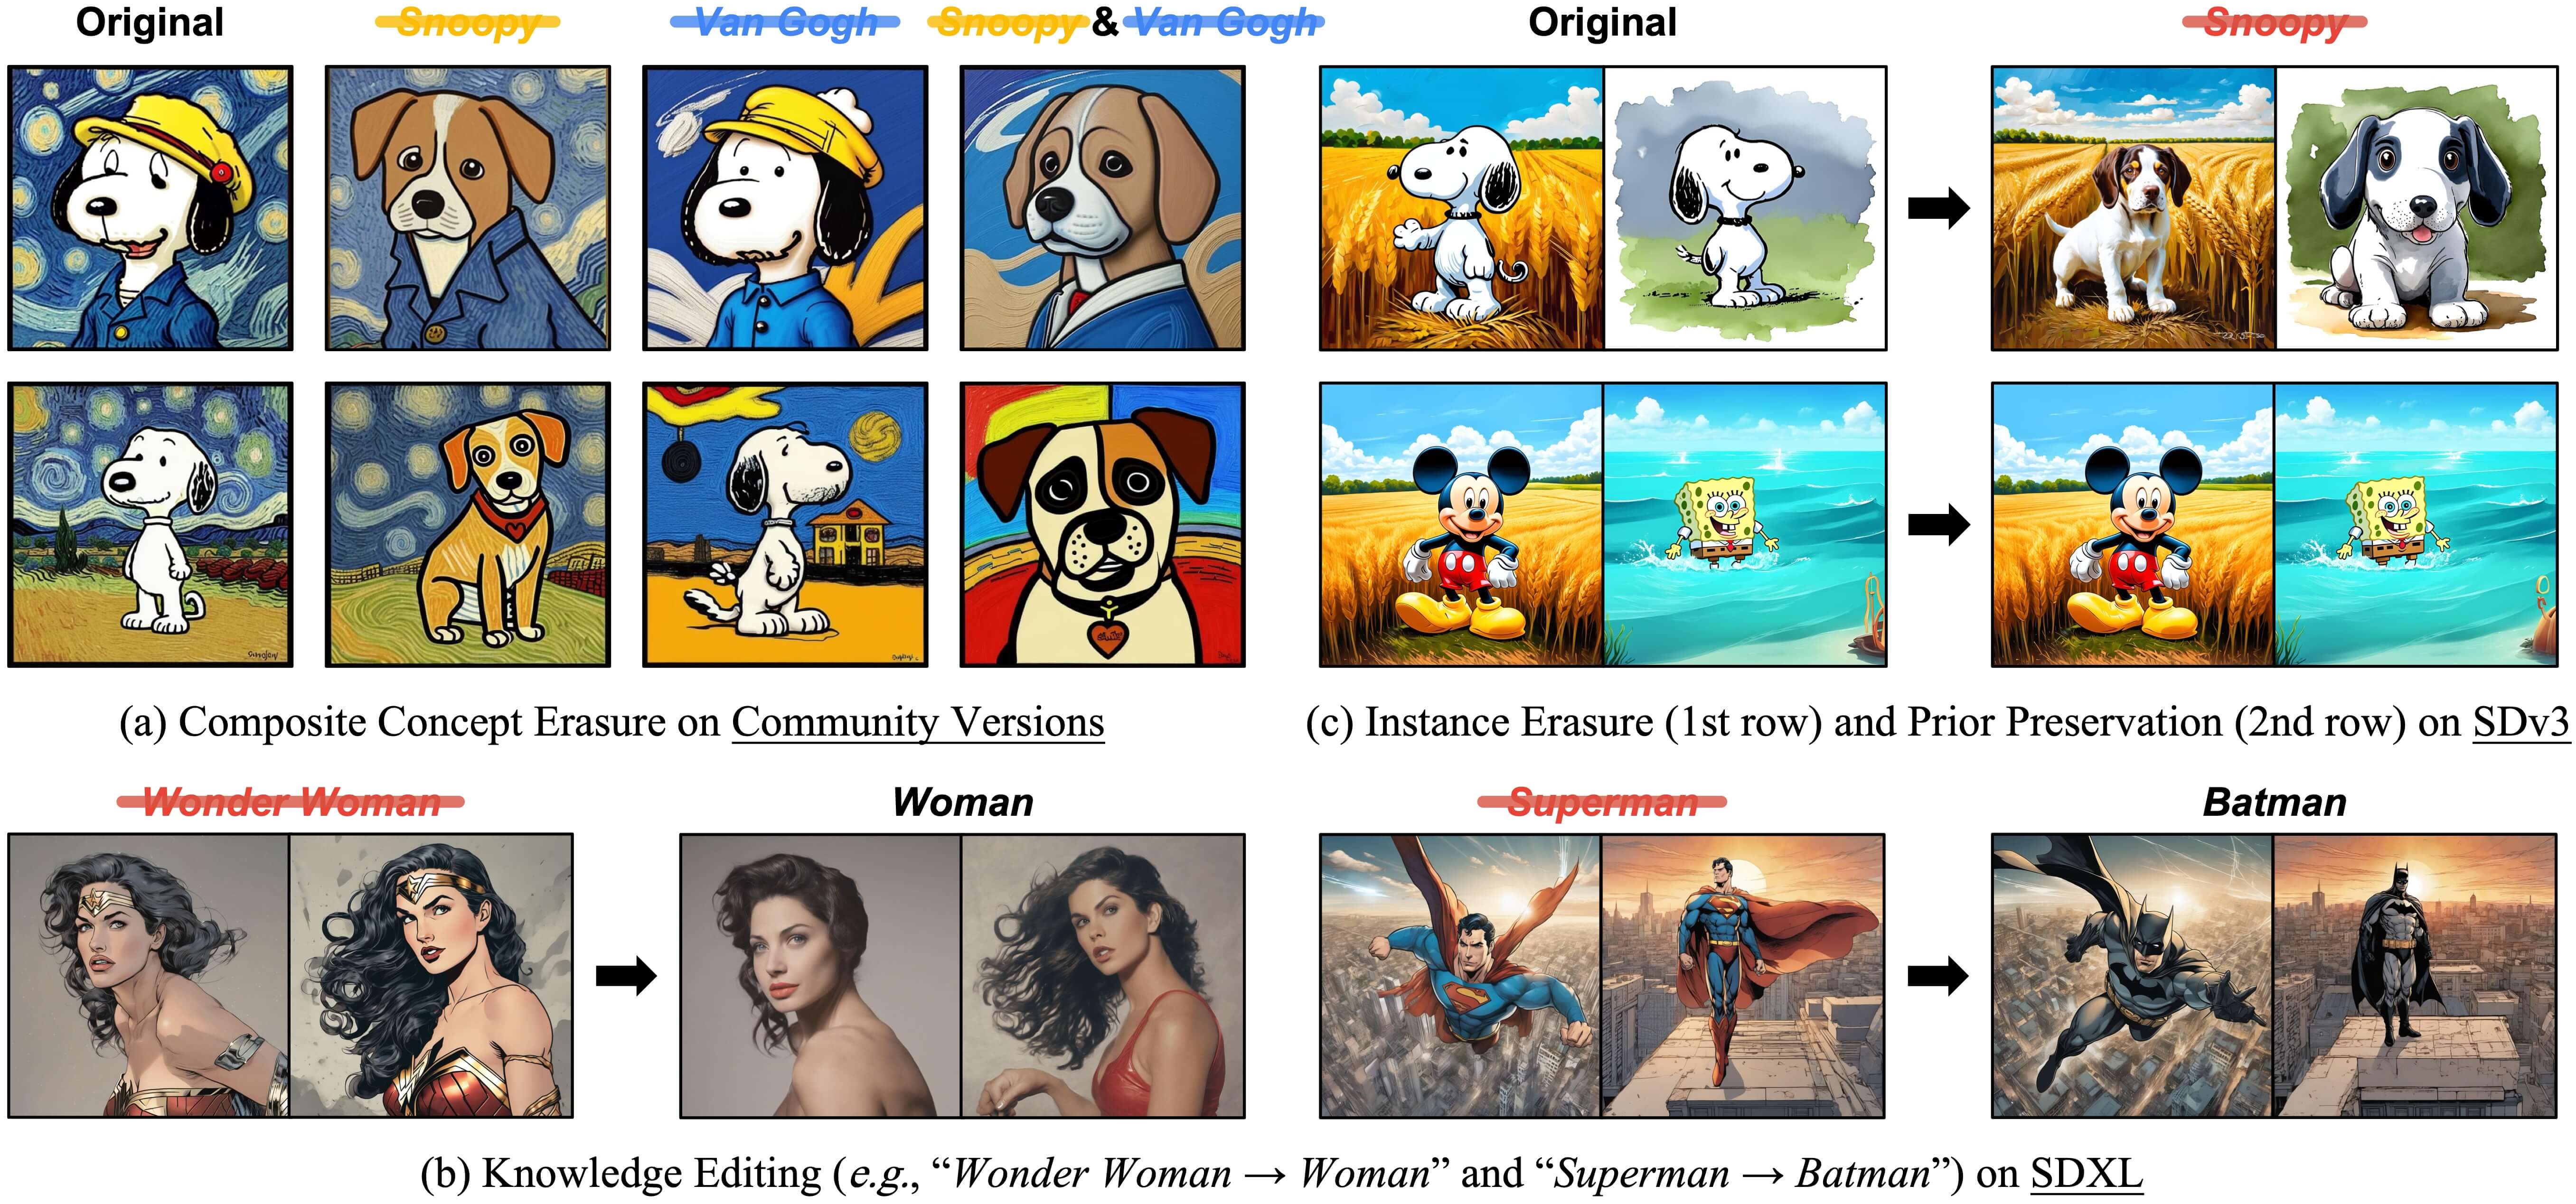 Original
Snoopy
Van Gogh
Snoopy & Van Gogh
Original
Snoopy
(a) Composite Concept Erasure on Community Versions
(c) Instance Erasure (1st row) and Prior Preservation (2nd row) on SDv3
Wonder Woman
Woman
Superman
Batman
(b) Knowledge Editing (e.g., “Wonder Woman → Woman” and “Superman → Batman”) on SDXL